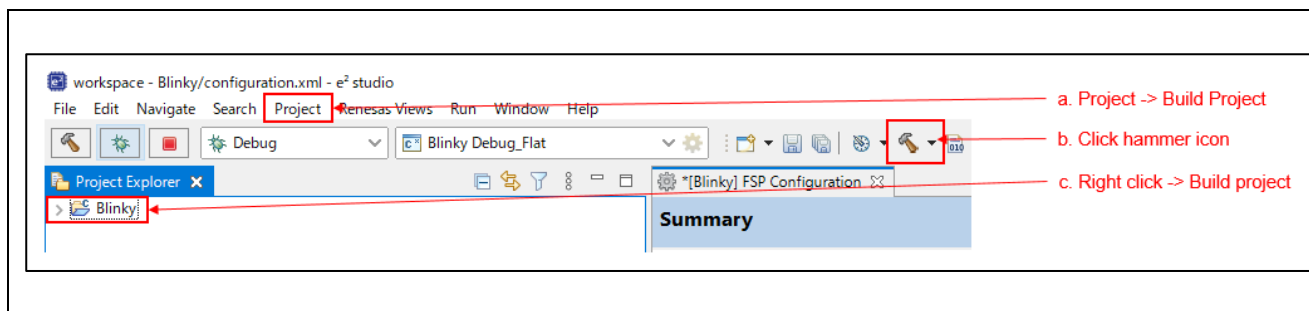 workspace - Blinky/configuration.xml - e² studio
File Edit Navigate Search Project Renesas Views Run Window Help
a. Project -> Build Project
Debug
Blinky Debug_Flat
010
b. Click hammer icon
Project Explorer
*[Blinky] FSP Configuration
c. Right click -> Build project
Blinky
Summary